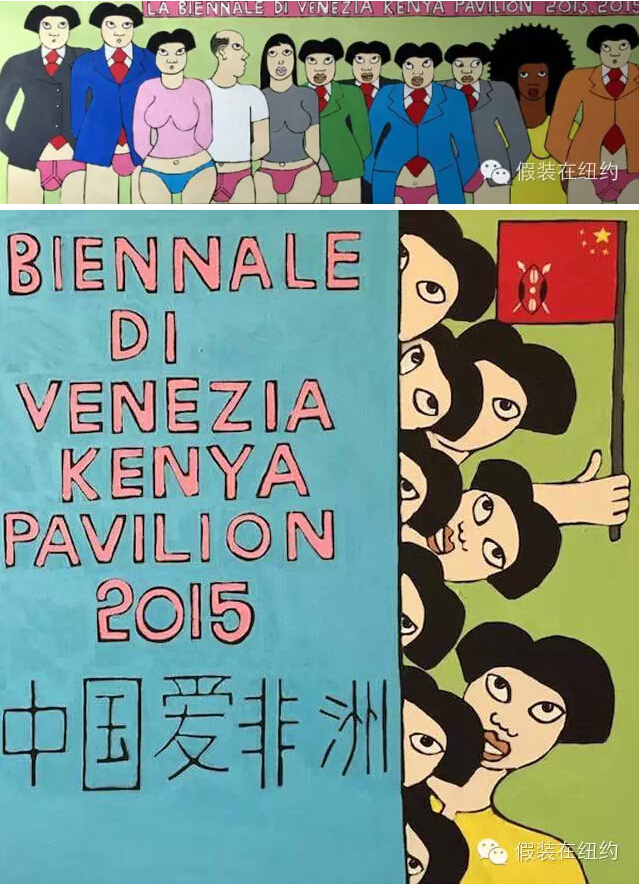 LA BIENNALE DI VENEZIA KENYA PAVILION 2013.2015
假装在纽约
BIENNALE
DI
VENEZIA
KENYA
PAVILION
2015
中国爱非洲
假装在纽约